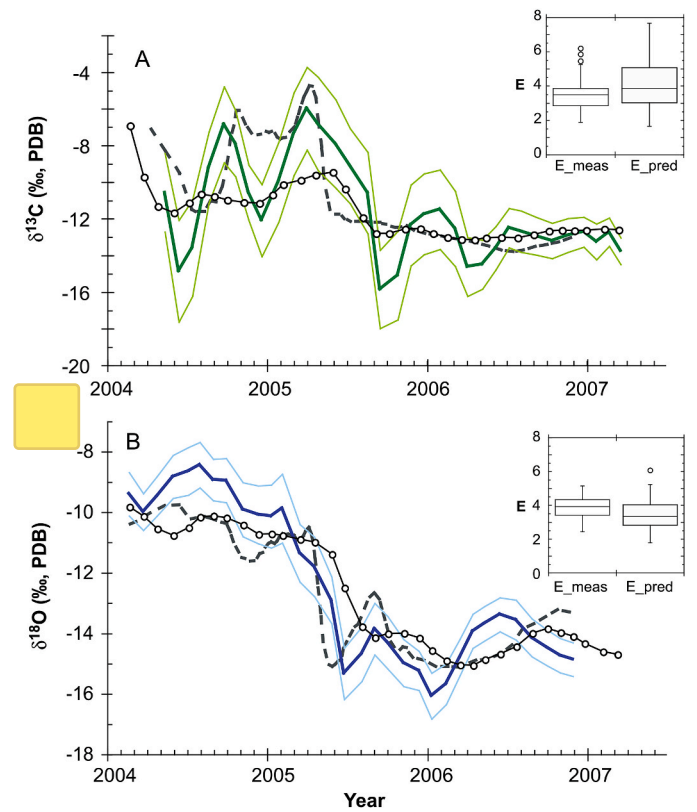 A
δ¹³C (‰, PDB)
-4
-8
-12
-16
-20
2004
2005
2006
2007
8
6
4
2
0
E
E_meas
E_pred
B
δ¹⁸O (‰, PDB)
-8
-10
-12
-14
-16
-18
2004
2005
2006
2007
Year
8
6
4
2
0
E
E_meas
E_pred